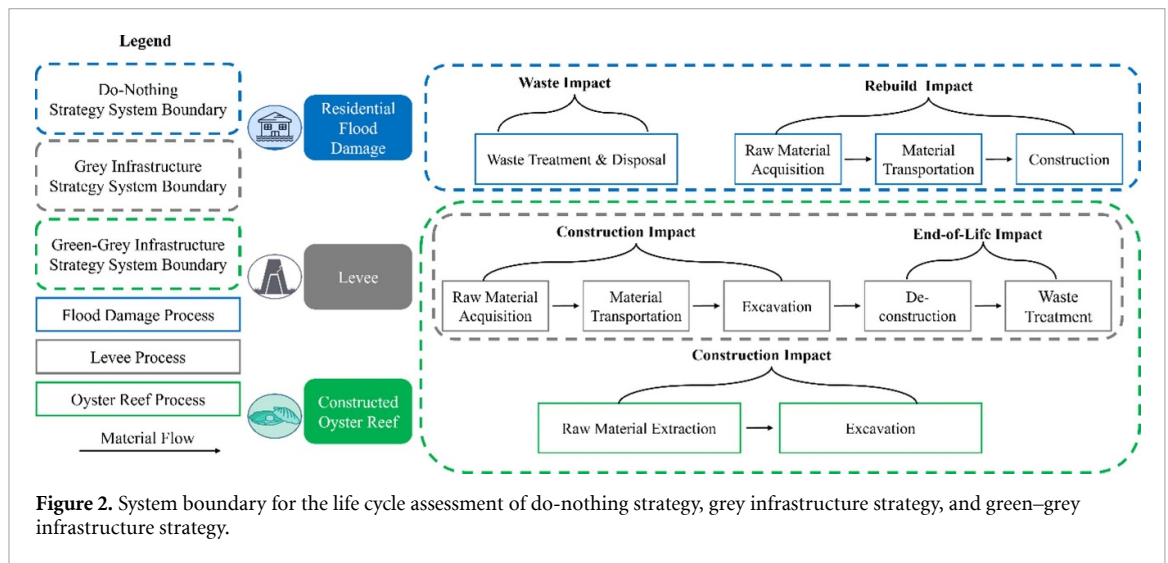 Legend
Do-Nothing
Strategy System Boundary
Grey Infrastructure
Strategy System Boundary
Green-Grey Infrastructure
Strategy System Boundary
Flood Damage Process
Levee Process
Oyster Reef Process
Material Flow
Residential
Flood
Damage
Waste Impact
Waste Treatment & Disposal
Rebuild Impact
Raw Material
Acquisition
Material
Transportation
Construction
Levee
Construction Impact
Raw Material
Acquisition
Material
Transportation
Excavation
End-of-Life Impact
De-
construction
Waste
Treatment
Constructed
Oyster Reef
Construction Impact
Raw Material Extraction
Excavation
Figure 2. System boundary for the life cycle assessment of do-nothing strategy, grey infrastructure strategy, and green–grey
infrastructure strategy.